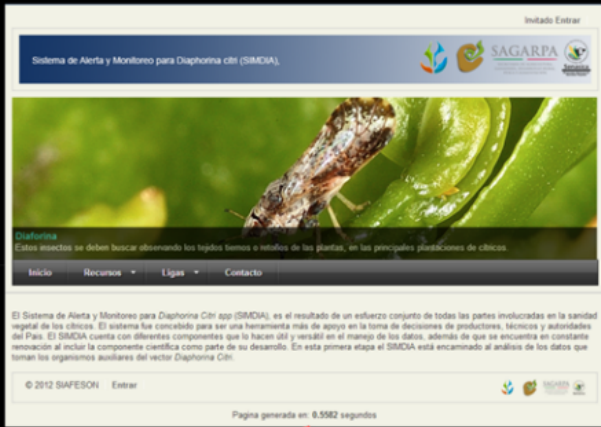 Invitado Entrar
Sistema de Alerta y Monitoreo para Diaphorina citri (SIMDIA),
SAGARPA
Diaforina
Estos insectos se deben buscar observando los tejidos tiernos o retoños de las plantas, en las principales plantaciones de cítricos.
Inicio Recursos Ligas Contacto
El Sistema de Alerta y Monitoreo para Diaphorina Citri app (SIMDIA), es el resultado de un esfuerzo conjunto de todas las partes involucradas en la sanidad
vegetal de los cítricos. El sistema fue concebido para ser una herramienta más de apoyo en la toma de decisiones de productores, técnicos y autoridades
del País. El SIMDIA cuenta con diferentes componentes que lo hacen útil y versátil en el manejo de los datos, además de que se encuentra en constante
renovación al incluir la componente científica como parte de su desarrollo. En esta primera etapa el SIMDIA está encaminado al análisis de los datos que
toman los organismos auxiliares del vector Diaphorina Citri.
© 2012 SIAFESON Entrar
SAGARPA
Pagina generada en: 0.5582 segundos